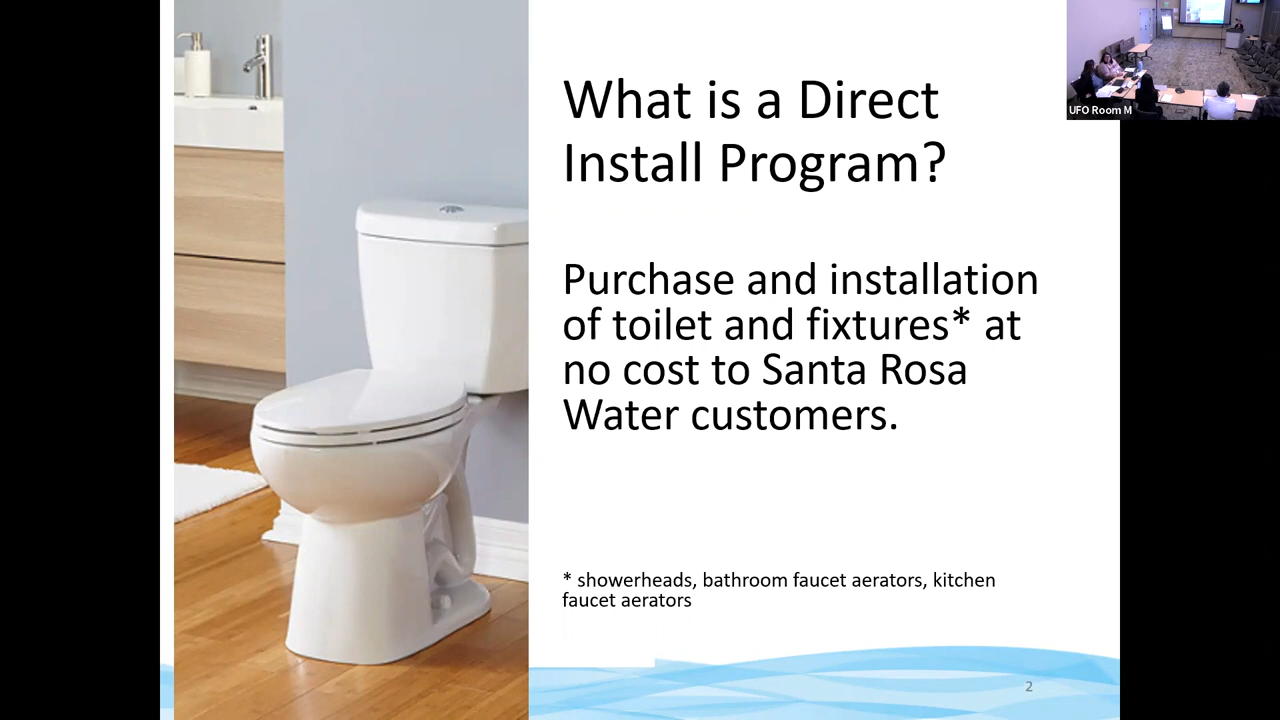 What is a Direct
Install Program?
Purchase and installation
of toilet and fixtures* at
no cost to Santa Rosa
Water customers.
* showerheads, bathroom faucet aerators, kitchen
faucet aerators
2
UFO Room M